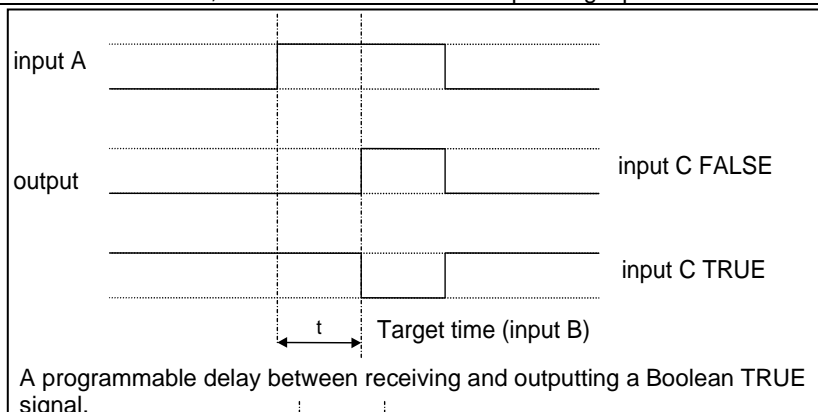 input A
output
input C FALSE
input C TRUE
t
Target time (input B)
A programmable delay between receiving and outputting a Boolean TRUE
signal.